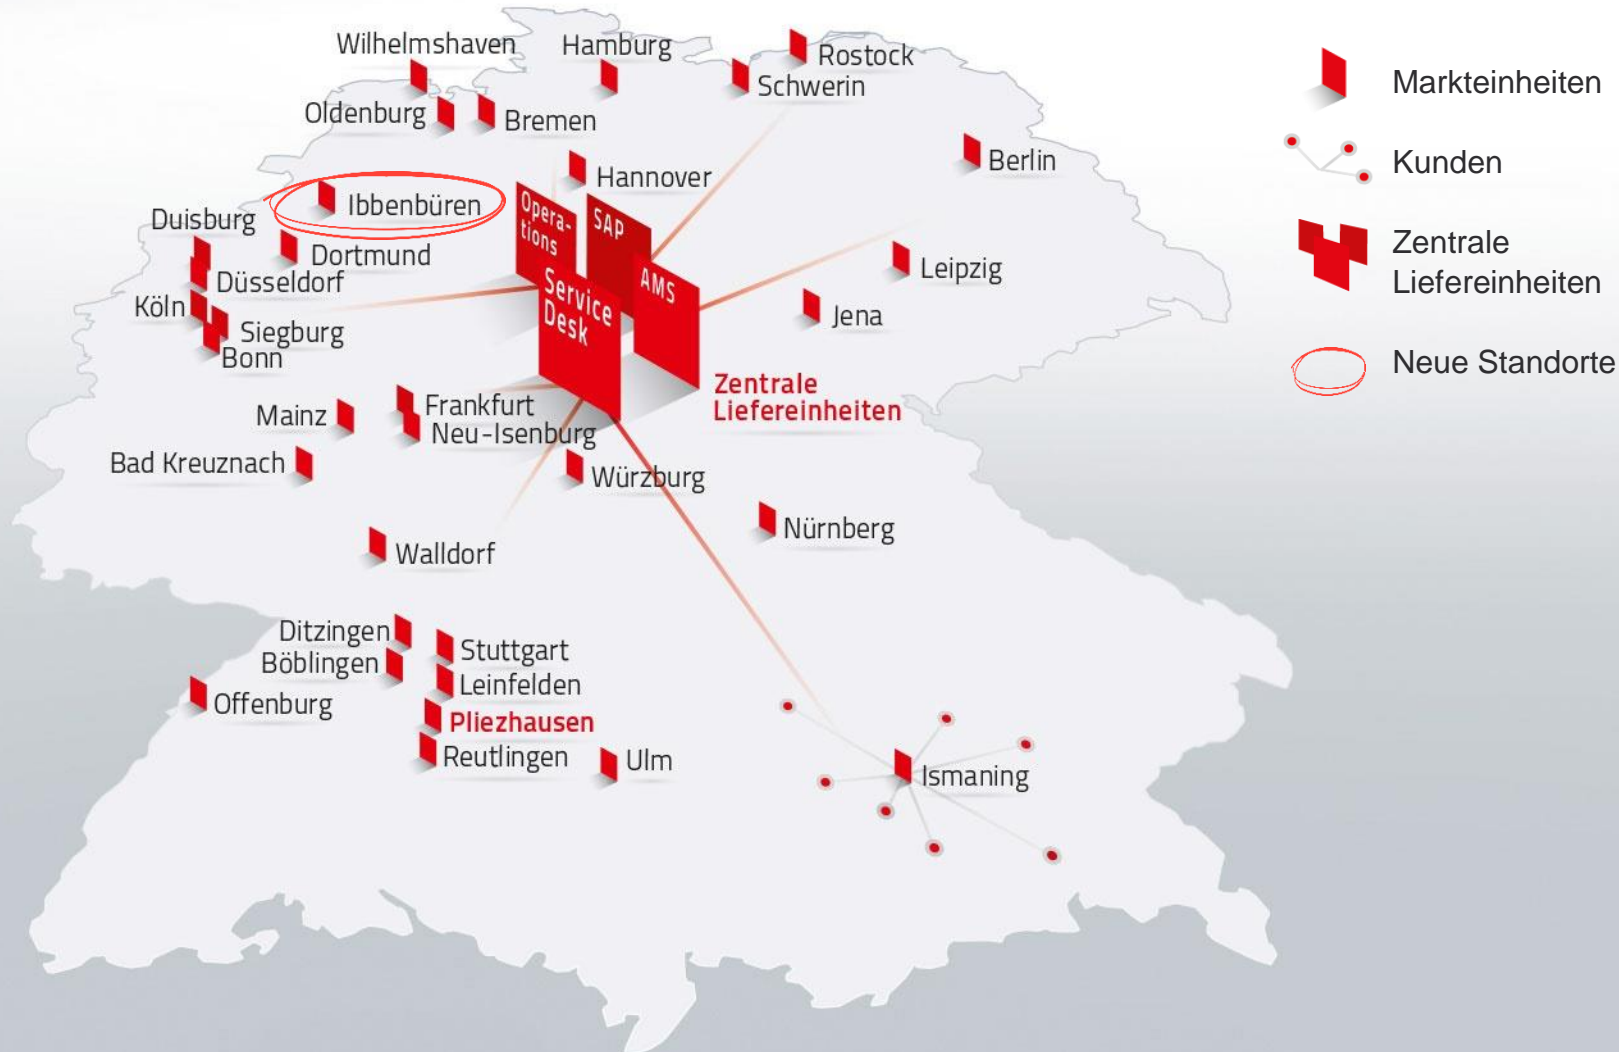 Wilhelmshaven
Hamburg
Rostock
Schwerin
Oldenburg
Bremen
Berlin
Hannover
Ibbenbüren
Duisburg
Dortmund
Düsseldorf
Köln
Siegburg
Bonn
Opera-
tions
SAP
Service
Desk
AMS
Leipzig
Jena
Zentrale
Liefereinheiten
Mainz
Frankfurt
Neu-Isenburg
Bad Kreuznach
Würzburg
Nürnberg
Walldorf
Ditzingen
Stuttgart
Böblingen
Leinfelden
Offenburg
Pliezhausen
Reutlingen
Ulm
Ismaning
Markteinheiten
Kunden
Zentrale
Liefereinheiten
Neue Standorte